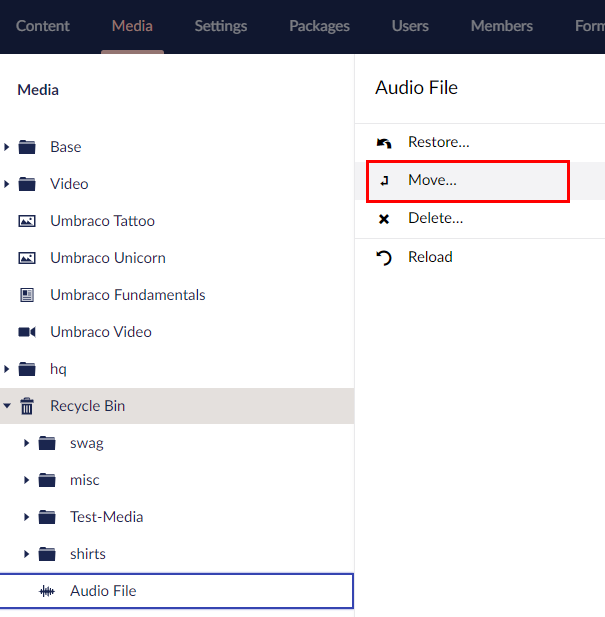 Content Media Settings Packages Users Members Form
Media
Base
Video
Umbraco Tattoo
Umbraco Unicorn
Umbraco Fundamentals
Umbraco Video
hq
Recycle Bin
swag
misc
Test-Media
shirts
Audio File
Audio File
Restore...
Move...
Delete...
Reload